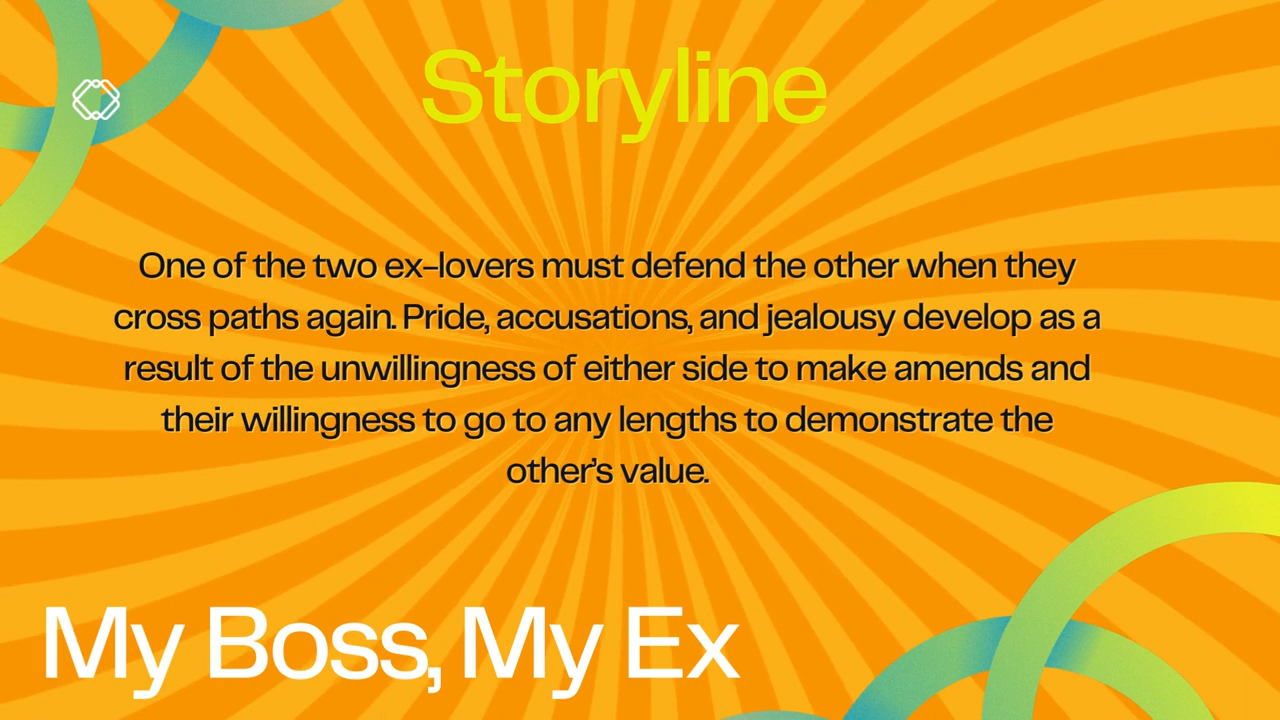 Storyline
One of the two ex-lovers must defend the other when they
cross paths again. Pride, accusations, and jealousy develop as a
result of the unwillingness of either side to make amends and
their willingness to go to any lengths to demonstrate the
other's value.
My Boss, My Ex